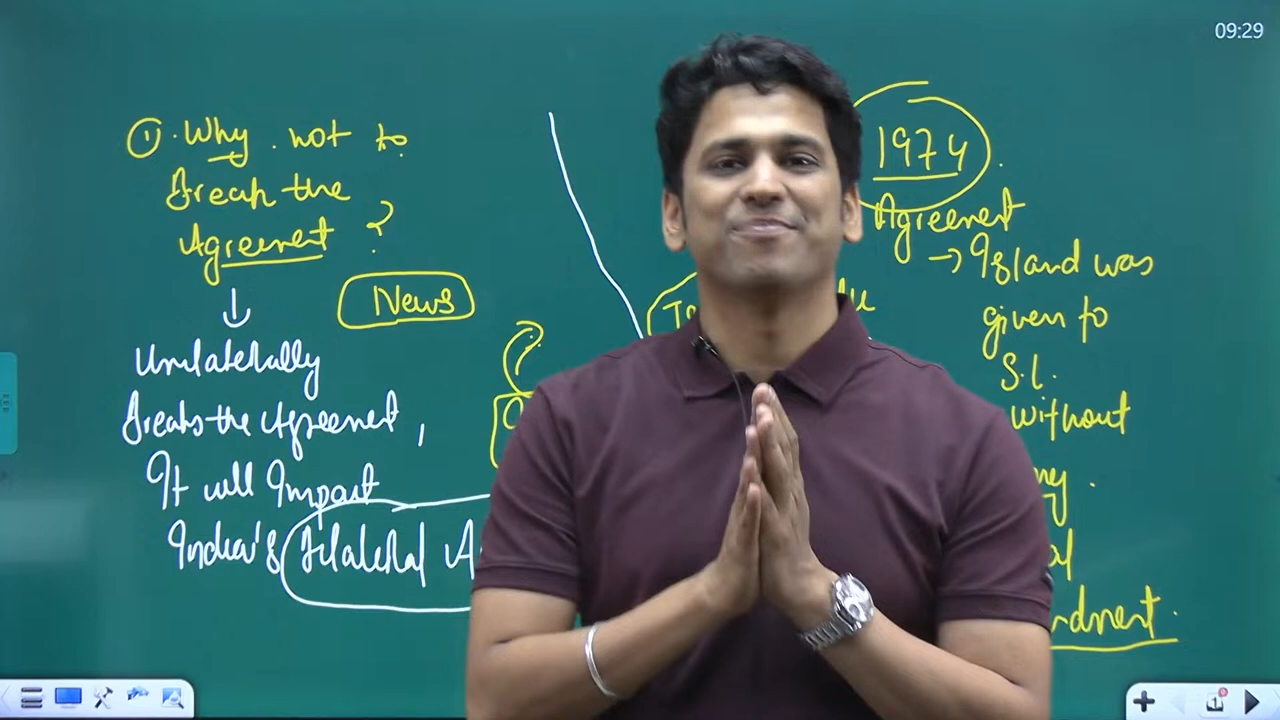 09:29
① Why not to
Break the
Agreement ?
News
Unilaterally
Breaks the Agreement,
It will Impact
India's Bilateral
1974
Agreement
→ Island was
given to
S.L.
without